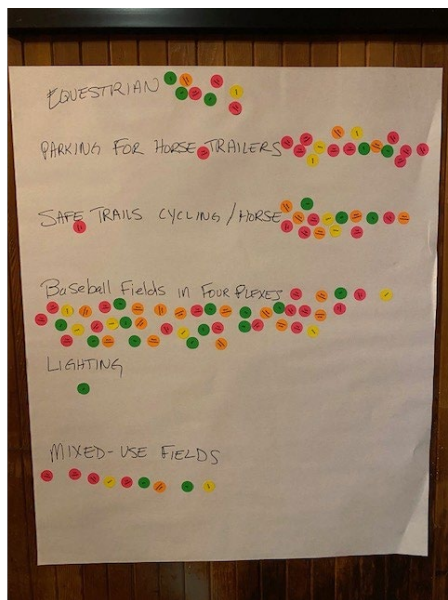 EQUESTRIAN
PARKING FOR HORSE TRAILERS
SAFE TRAILS CYCLING / HORSE
Baseball Fields in Four Plexes
LIGHTING
MIXED-USE FIELDS